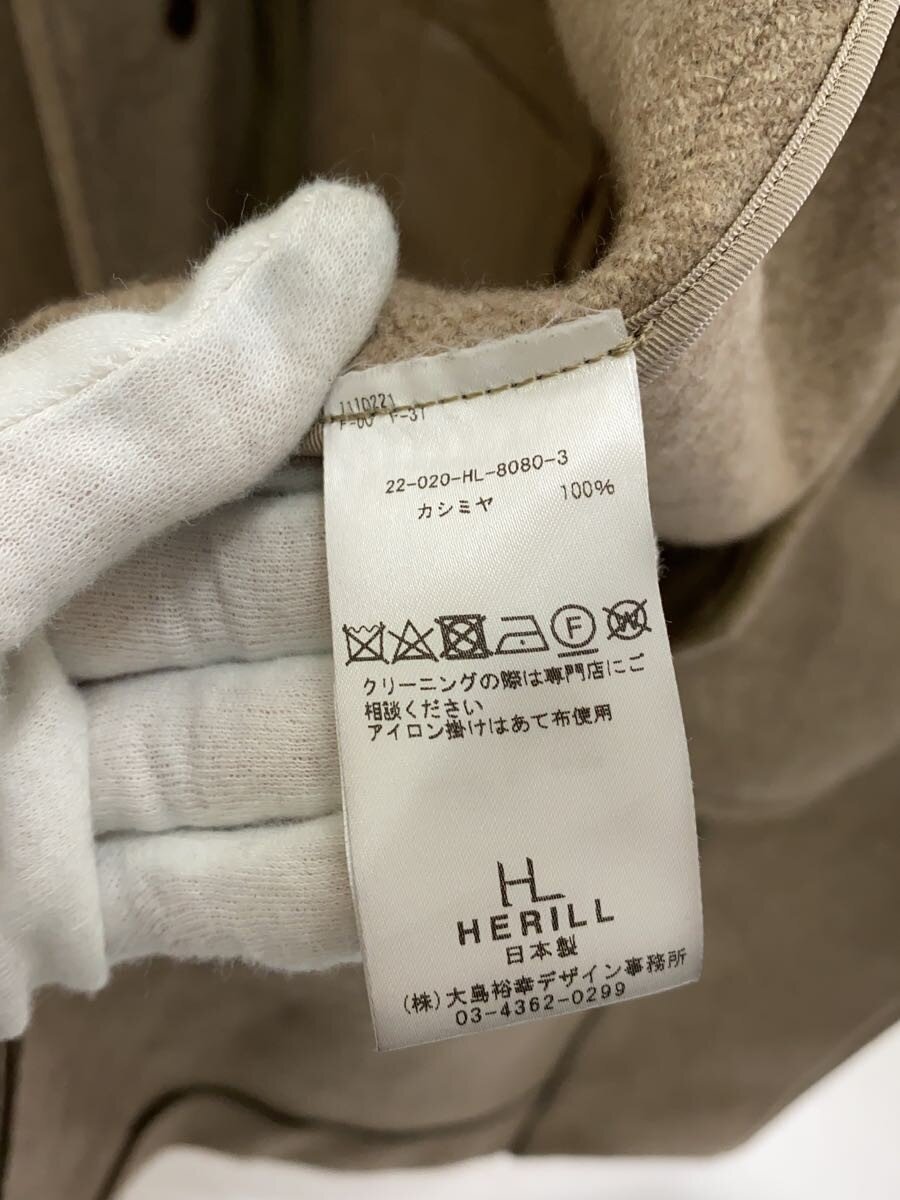 22-020-HL-8080-3
カシミヤ 100%
F W
クリーニングの際は専門店にご
相談ください
アイロン掛けはあて布使用
HL
HERILL
日本製
(株)大島裕幸デザイン事務所
03-4362-0299